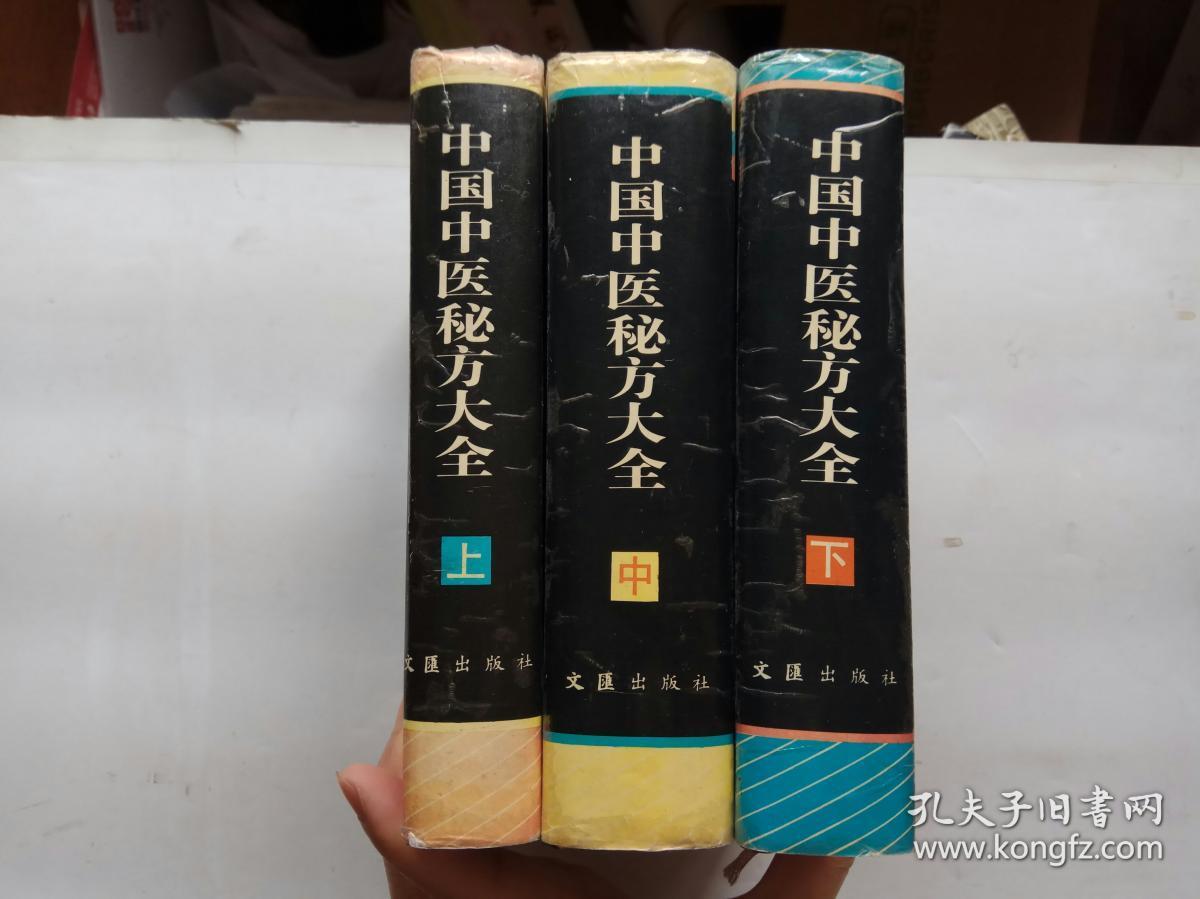 中国中医秘方大全
上
文匯出版社
中国中医秘方大全
中
文匯出版社
中国中医秘方大全
下
文匯出版社
孔夫子旧書网
www.kongfz.com